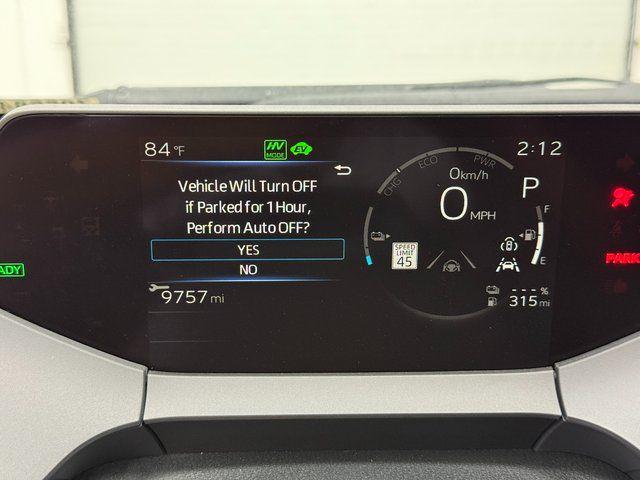 84 °F
HV
MODE
EV
2:12
Vehicle Will Turn OFF
if Parked for 1 Hour,
Perform Auto OFF?
YES
NO
9757 mi
CHG
ECO
PWR
0 km/h
0 MPH
P
F
E
SPEED
LIMIT
45
--- %
315 mi
ADY
PARK